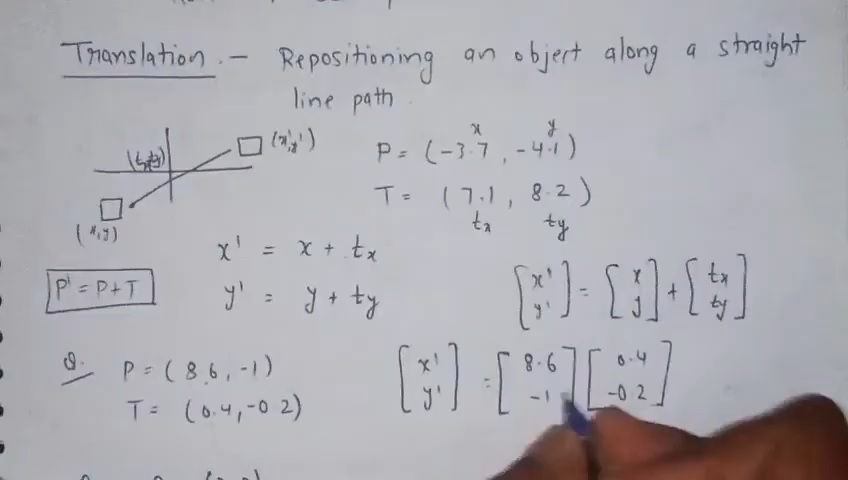 Translation.- Repositioning an object along a straight
line path.
(tx,ty) (x',y')
(x,y)
x y
P = (-3.7, -4.1)
T = (7.1, 8.2)
tx ty
x' = x + tx
y' = y + ty
P' = P+T
[x' y'] = [x y] + [tx ty]
Q. P = (8.6, -1)
T = (0.4, -0.2)
[x' y'] = [8.6 -1] [0.4 -0.2]